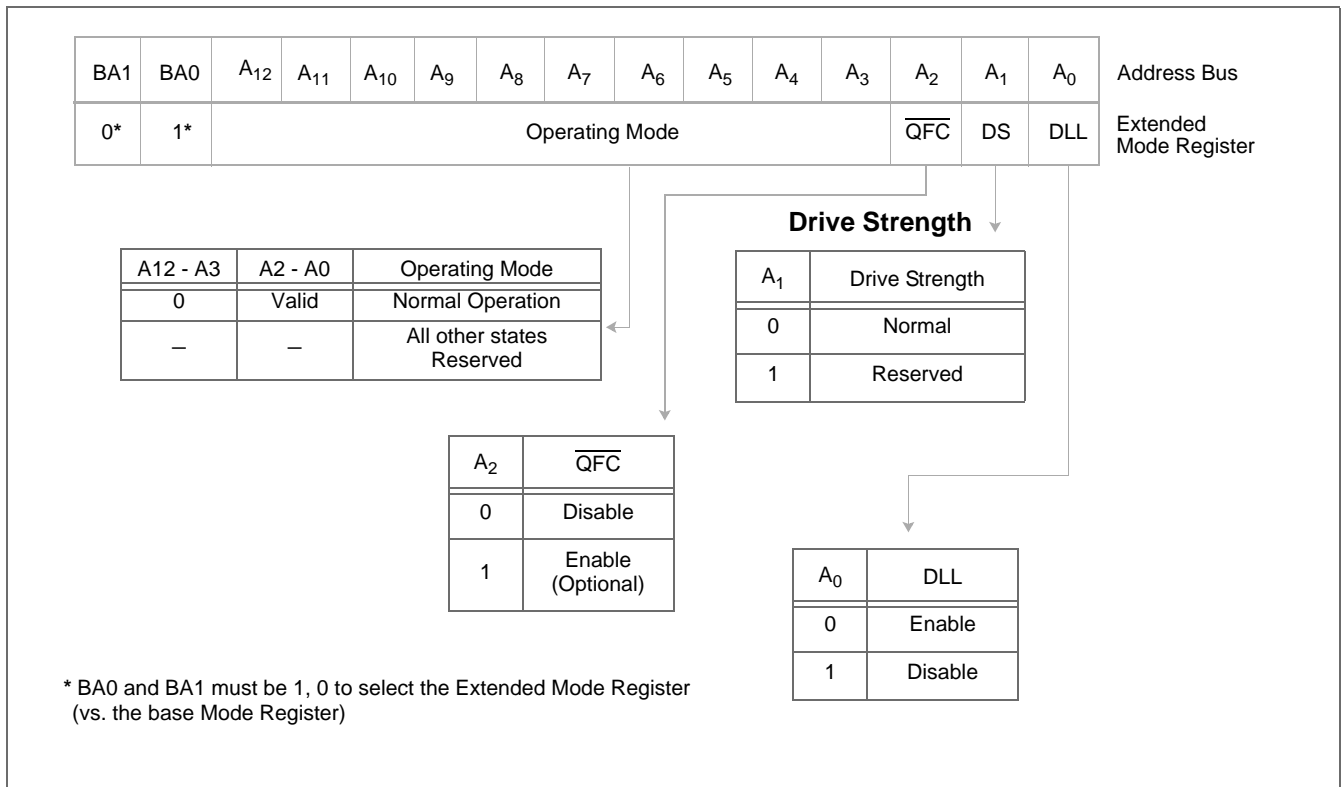 BA1 BA0 A12 A11 A10 A9 A8 A7 A6 A5 A4 A3 A2 A1 A0 Address Bus
0* 1* Operating Mode Q̅F̅C̅ DS DLL Extended
Mode Register
A12 - A3 A2 - A0 Operating Mode
0 Valid Normal Operation
– – All other states
Reserved
Drive Strength
A1 Drive Strength
0 Normal
1 Reserved
A2 Q̅F̅C̅
0 Disable
1 Enable
(Optional)
A0 DLL
0 Enable
1 Disable
* BA0 and BA1 must be 1, 0 to select the Extended Mode Register
(vs. the base Mode Register)